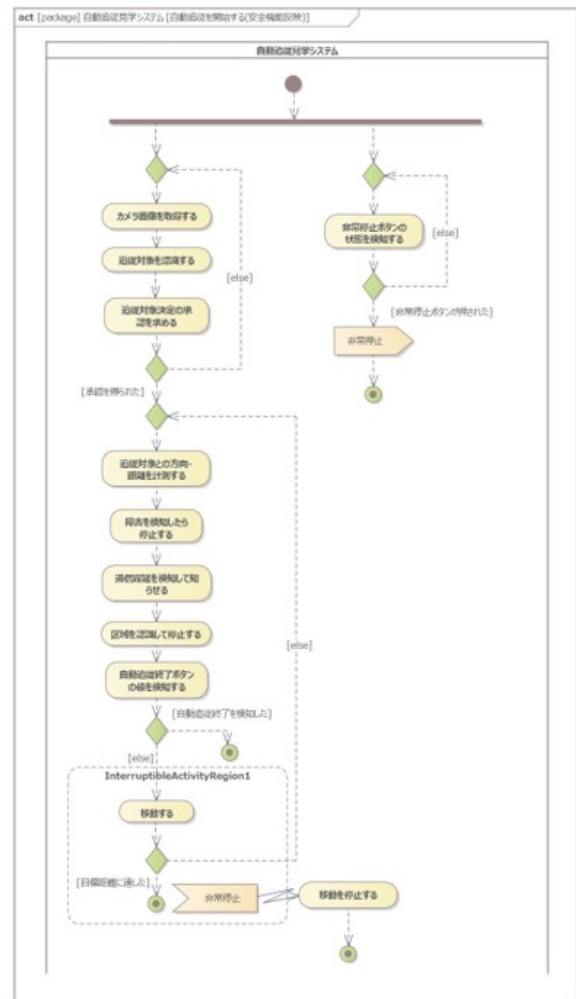 act [package] 自動追従見学システム [自動追従を開始する(安全機能反映)]
自動追従見学システム
カメラ画像を取得する
追従対象を認識する
追従対象決定の承
認を求める
[else]
[承認を得られた]
非常停止ボタンの
状態を検知する
[else]
[非常停止ボタンが押された]
非常停止
追従対象との方向・
距離を計測する
障害を検知したら
停止する
通信遅延を検知して知
らせる
区域を認識して停止する
自動追従終了ボタン
の値を検知する
[else]
[自動追従終了を検知した]
[else]
InterruptibleActivityRegion1
移動する
[目標距離に達した]
非常停止
移動を停止する